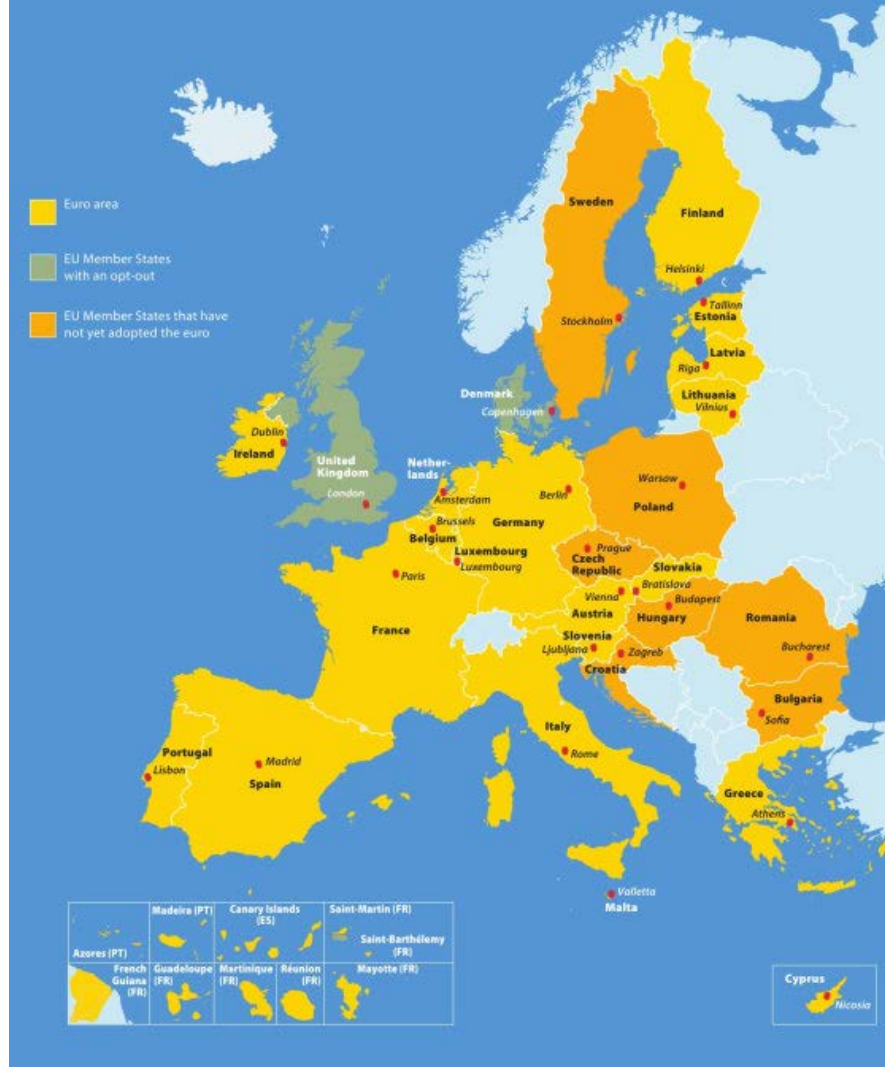 Euro area
EU Member States
with an opt-out
EU Member States that have
not yet adopted the euro
Sweden
Finland
Helsinki
Tallinn
Estonia
Stockholm
Latvia
Riga
Lithuania
Vilnius
Denmark
Copenhagen
Dublin
Ireland
United
Kingdom
London
Nether-
lands
Amsterdam
Berlin
Germany
Warsaw
Poland
Brussels
Belgium
Luxembourg
Luxembourg
Prague
Czech
Republic
Slovakia
Bratislava
Paris
France
Vienna
Austria
Budapest
Hungary
Romania
Bucharest
Slovenia
Ljubljana
Zagreb
Croatia
Bulgaria
Sofia
Italy
Rome
Portugal
Lisbon
Madrid
Spain
Greece
Athens
Valletta
Malta
Madeira (PT)
Canary Islands
(ES)
Saint-Martin (FR)
Saint-Barthélemy
(FR)
Azores (PT)
French
Guiana
(FR)
Guadeloupe
(FR)
Martinique
(FR)
Réunion
(FR)
Mayotte (FR)
Cyprus
Nicosia